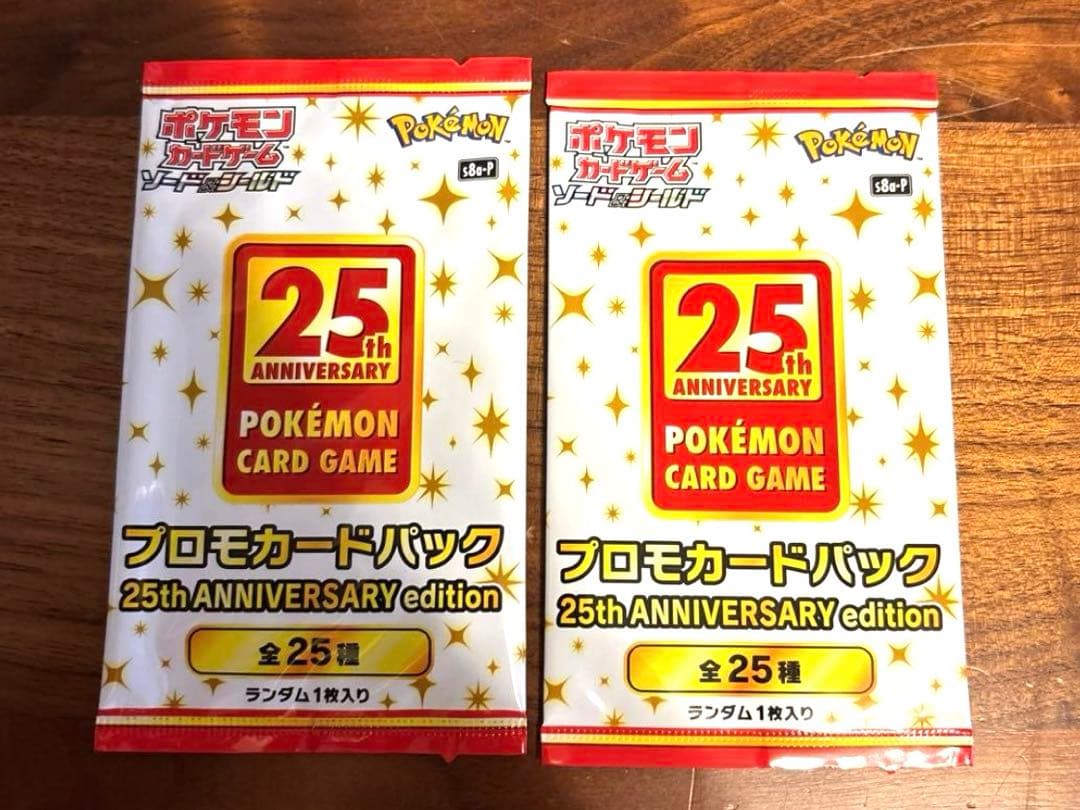 ポケモン
カードゲーム
ソード&シールド
Pokémon
s8a-P
25th
ANNIVERSARY
POKÉMON
CARD GAME
プロモカードパック
25th ANNIVERSARY edition
全25種
ランダム1枚入り
ポケモン
カードゲーム
ソード&シールド
Pokémon
s8a-P
25th
ANNIVERSARY
POKÉMON
CARD GAME
プロモカードパック
25th ANNIVERSARY edition
全25種
ランダム1枚入り